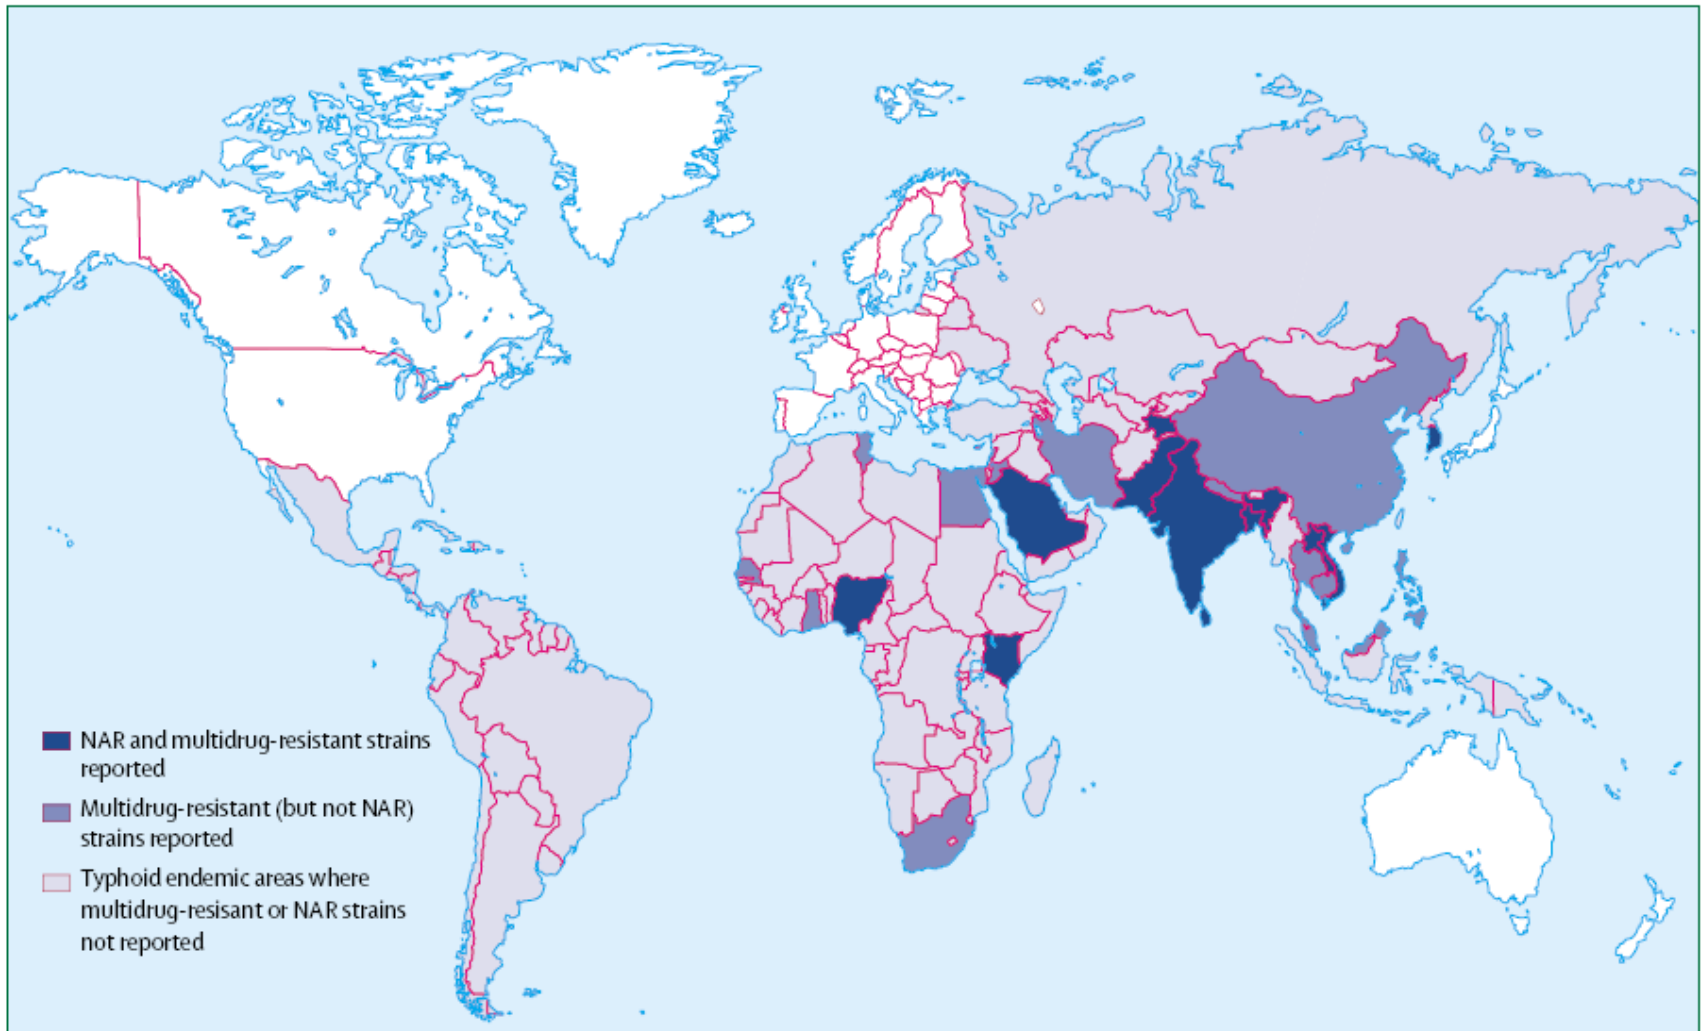 NAR and multidrug-resistant strains
reported
Multidrug-resistant (but not NAR)
strains reported
Typhoid endemic areas where
multidrug-resisant or NAR strains
not reported